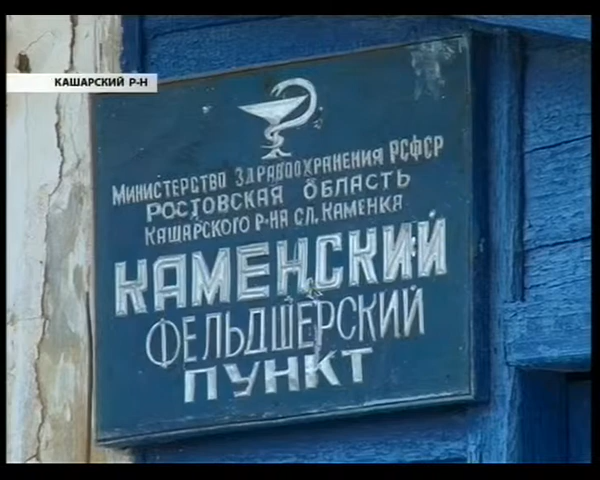 КАШАРСКИЙ Р-Н
МИНИСТЕРСТВО ЗДРАВООХРАНЕНИЯ РСФСР
РОСТОВСКАЯ ОБЛАСТЬ
КАШАРСКОГО Р-НА СЛ. КАМЕНКА
КАМЕНСКИЙ
ФЕЛЬДШЕРСКИЙ
ПУНКТ